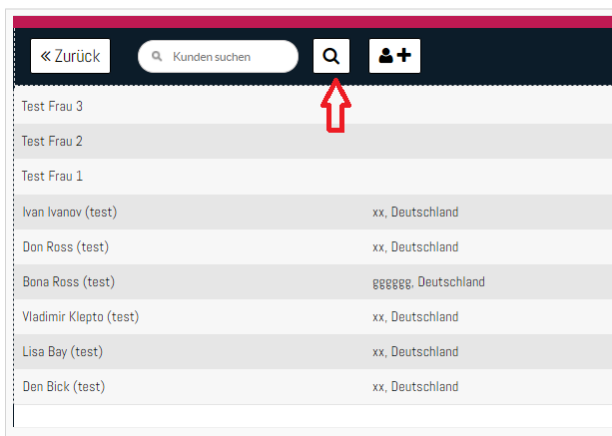 « Zurück Kunden suchen
Test Frau 3
Test Frau 2
Test Frau 1
Ivan Ivanov (test) xx, Deutschland
Don Ross (test) xx, Deutschland
Bona Ross (test) gggggg, Deutschland
Vladimir Klepto (test) xx, Deutschland
Lisa Bay (test) xx, Deutschland
Den Bick (test) xx, Deutschland